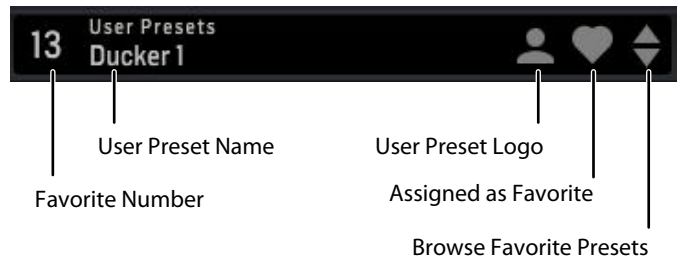 13
User Presets
Ducker 1
User Preset Name
User Preset Logo
Favorite Number
Assigned as Favorite
Browse Favorite Presets